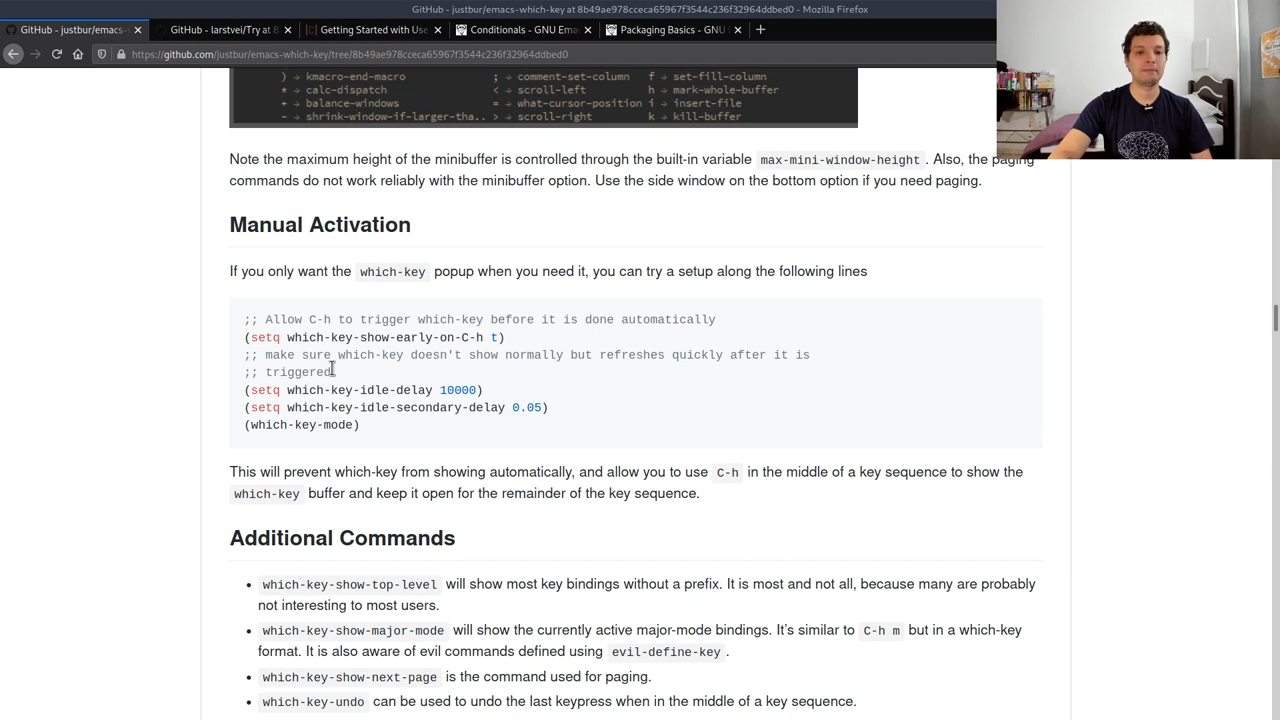 GitHub - justbur/emacs-which-key at 8b49ae978cceca65967f3544c236f32964ddbed0 - Mozilla Firefox
GitHub - justbur/emacs-
GitHub - larstvei/Try at 8
Getting Started with Use
Conditionals - GNU Ema
Packaging Basics - GNU
https://github.com/justbur/emacs-which-key/tree/8b49ae978cceca65967f3544c236f32964ddbed0
) → kmacro-end-macro ; → comment-set-column f → set-fill-column
* → calc-dispatch < → scroll-left h → mark-whole-buffer
+ → balance-windows = → what-cursor-position i → insert-file
- → shrink-window-if-larger-tha.. > → scroll-right k → kill-buffer
Note the maximum height of the minibuffer is controlled through the built-in variable max-mini-window-height . Also, the paging
commands do not work reliably with the minibuffer option. Use the side window on the bottom option if you need paging.
Manual Activation
If you only want the which-key popup when you need it, you can try a setup along the following lines
;; Allow C-h to trigger which-key before it is done automatically
(setq which-key-show-early-on-C-h t)
;; make sure which-key doesn't show normally but refreshes quickly after it is
;; triggered.
(setq which-key-idle-delay 10000)
(setq which-key-idle-secondary-delay 0.05)
(which-key-mode)
This will prevent which-key from showing automatically, and allow you to use C-h in the middle of a key sequence to show the
which-key buffer and keep it open for the remainder of the key sequence.
Additional Commands
• which-key-show-top-level will show most key bindings without a prefix. It is most and not all, because many are probably
not interesting to most users.
• which-key-show-major-mode will show the currently active major-mode bindings. It's similar to C-h m but in a which-key
format. It is also aware of evil commands defined using evil-define-key .
• which-key-show-next-page is the command used for paging.
• which-key-undo can be used to undo the last keypress when in the middle of a key sequence.